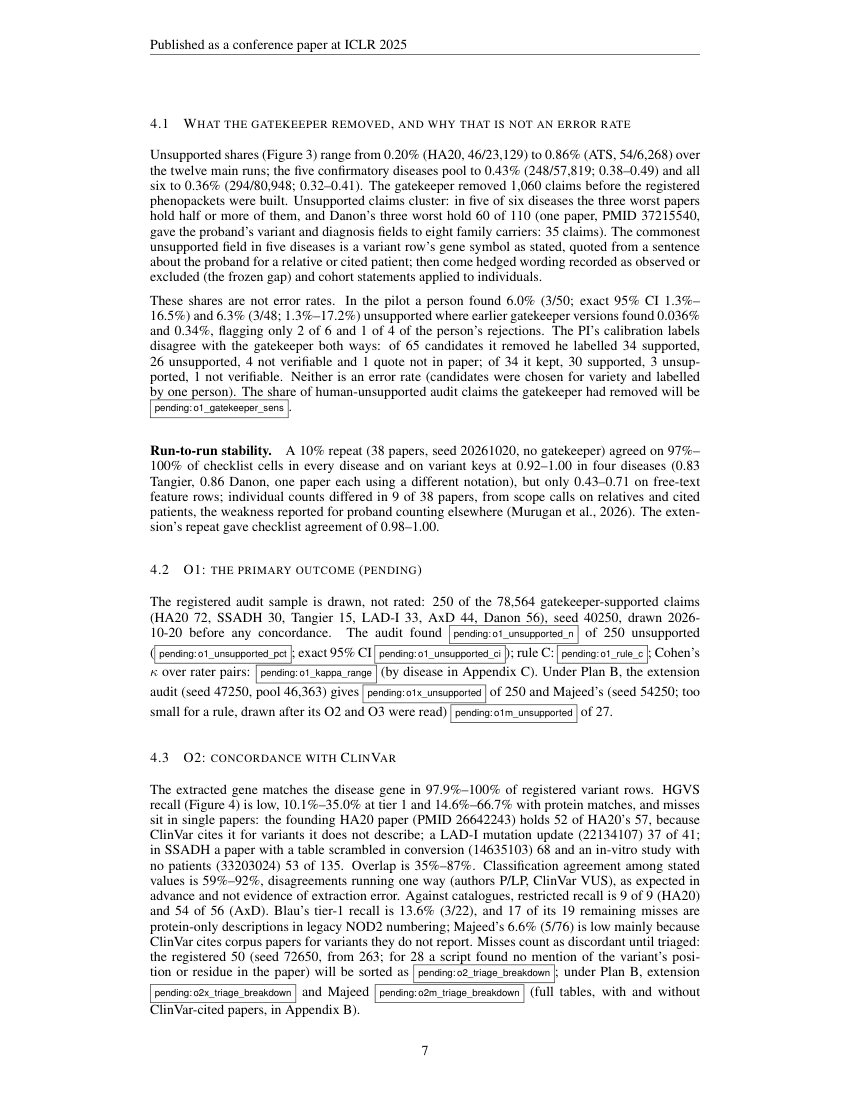 Published as a conference paper at ICLR 2025
4.1 What the gatekeeper removed, and why that is not an error rate
Unsupported shares (Figure 3) range from 0.20% (HA20, 46/23,129) to 0.86% (ATS, 54/6,268) over
the twelve main runs; the five confirmatory diseases pool to 0.43% (248/57,819; 0.38–0.49) and all
six to 0.36% (294/80,948; 0.32–0.41). The gatekeeper removed 1,060 claims before the registered
phenopackets were built. Unsupported claims cluster: in five of six diseases the three worst papers
hold half or more of them, and Danon's three worst hold 60 of 110 (one paper, PMID 37215540,
gave the proband's variant and diagnosis fields to eight family carriers: 35 claims). The commonest
unsupported field in five diseases is a variant row's gene symbol as stated, quoted from a sentence
about the proband for a relative or cited patient; then come hedged wording recorded as observed or
excluded (the frozen gap) and cohort statements applied to individuals.
These shares are not error rates. In the pilot a person found 6.0% (3/50; exact 95% CI 1.3%–
16.5%) and 6.3% (3/48; 1.3%–17.2%) unsupported where earlier gatekeeper versions found 0.036%
and 0.34%, flagging only 2 of 6 and 1 of 4 of the person's rejections. The PI's calibration labels
disagree with the gatekeeper both ways: of 65 candidates it removed he labelled 34 supported,
26 unsupported, 4 not verifiable and 1 quote not in paper; of 34 it kept, 30 supported, 3 unsup-
ported, 1 not verifiable. Neither is an error rate (candidates were chosen for variety and labelled
by one person). The share of human-unsupported audit claims the gatekeeper had removed will be
pending: o1_gatekeeper_sens .
Run-to-run stability. A 10% repeat (38 papers, seed 20261020, no gatekeeper) agreed on 97%–
100% of checklist cells in every disease and on variant keys at 0.92–1.00 in four diseases (0.83
Tangier, 0.86 Danon, one paper each using a different notation), but only 0.43–0.71 on free-text
feature rows; individual counts differed in 9 of 38 papers, from scope calls on relatives and cited
patients, the weakness reported for proband counting elsewhere (Murugan et al., 2026). The exten-
sion's repeat gave checklist agreement of 0.98–1.00.
4.2 O1: the primary outcome (pending)
The registered audit sample is drawn, not rated: 250 of the 78,564 gatekeeper-supported claims
(HA20 72, SSADH 30, Tangier 15, LAD-I 33, AxD 44, Danon 56), seed 40250, drawn 2026-
10-20 before any concordance. The audit found pending: o1_unsupported_n of 250 unsupported
(pending: o1_unsupported_pct; exact 95% CI pending: o1_unsupported_ci); rule C: pending: o1_rule_c; Cohen's
κ over rater pairs: pending: o1_kappa_range (by disease in Appendix C). Under Plan B, the extension
audit (seed 47250, pool 46,363) gives pending: o1x_unsupported of 250 and Majeed's (seed 54250; too
small for a rule, drawn after its O2 and O3 were read) pending: o1m_unsupported of 27.
4.3 O2: concordance with ClinVar
The extracted gene matches the disease gene in 97.9%–100% of registered variant rows. HGVS
recall (Figure 4) is low, 10.1%–35.0% at tier 1 and 14.6%–66.7% with protein matches, and misses
sit in single papers: the founding HA20 paper (PMID 26642243) holds 52 of HA20's 57, because
ClinVar cites it for variants it does not describe; a LAD-I mutation update (22134107) 37 of 41;
in SSADH a paper with a table scrambled in conversion (14635103) 68 and an in-vitro study with
no patients (33203024) 53 of 135. Overlap is 35%–87%. Classification agreement among stated
values is 59%–92%, disagreements running one way (authors P/LP, ClinVar VUS), as expected in
advance and not evidence of extraction error. Against catalogues, restricted recall is 9 of 9 (HA20)
and 54 of 56 (AxD). Blau's tier-1 recall is 13.6% (3/22), and 17 of its 19 remaining misses are
protein-only descriptions in legacy NOD2 numbering; Majeed's 6.6% (5/76) is low mainly because
ClinVar cites corpus papers for variants they do not report. Misses count as discordant until triaged:
the registered 50 (seed 72650, from 263; for 28 a script found no mention of the variant's posi-
tion or residue in the paper) will be sorted as pending: o2_triage_breakdown; under Plan B, extension
pending: o2x_triage_breakdown and Majeed pending: o2m_triage_breakdown (full tables, with and without
ClinVar-cited papers, in Appendix B).
7